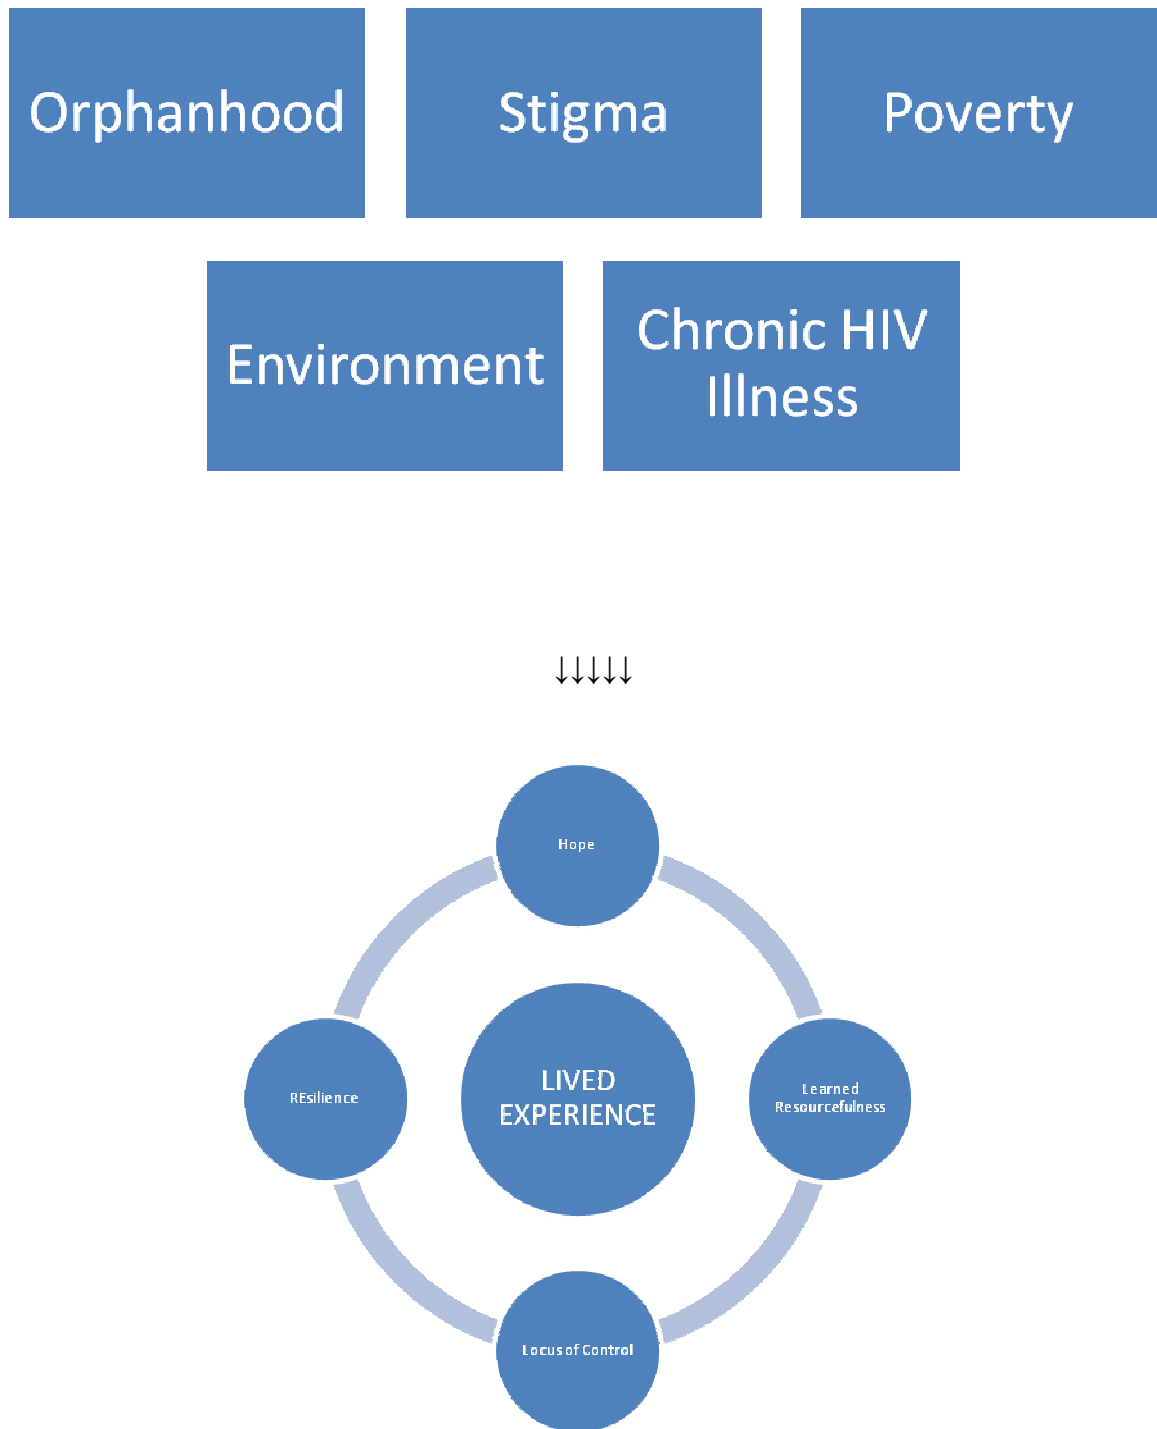 Orphanhood
Stigma
Poverty
Environment
Chronic HIV
Illness
↓↓↓↓↓
Hope
REsilience
LIVED
EXPERIENCE
Learned
Resourcefulness
Locus of Control